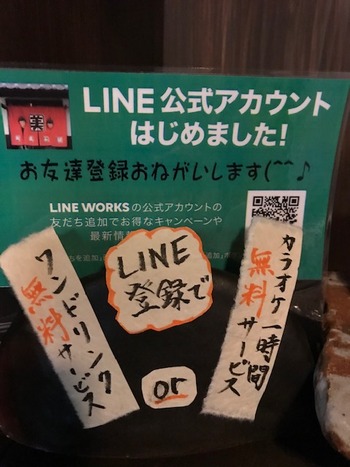 LINE 公式アカウント
はじめました!
お友達登録おねがいします(^^♪
LINE WORKSの公式アカウントの
友だち追加でお得なキャンペーンや
最新情
LINE
登録で
ワンドリンク
無料サービス
or
カラオケ一時間
無料サービス